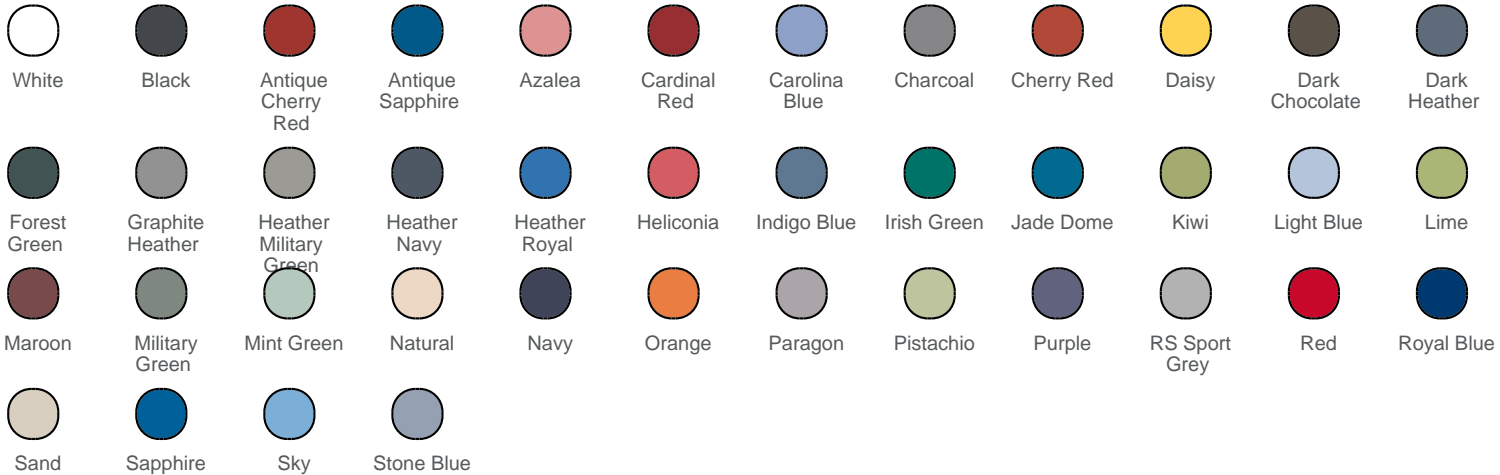 White
Black
Antique
Cherry
Red
Antique
Sapphire
Azalea
Cardinal
Red
Carolina
Blue
Charcoal
Cherry Red
Daisy
Dark
Chocolate
Dark
Heather
Forest
Green
Graphite
Heather
Heather
Military
Green
Heather
Navy
Heather
Royal
Heliconia
Indigo Blue
Irish Green
Jade Dome
Kiwi
Light Blue
Lime
Maroon
Military
Green
Mint Green
Natural
Navy
Orange
Paragon
Pistachio
Purple
RS Sport
Grey
Red
Royal Blue
Sand
Sapphire
Sky
Stone Blue